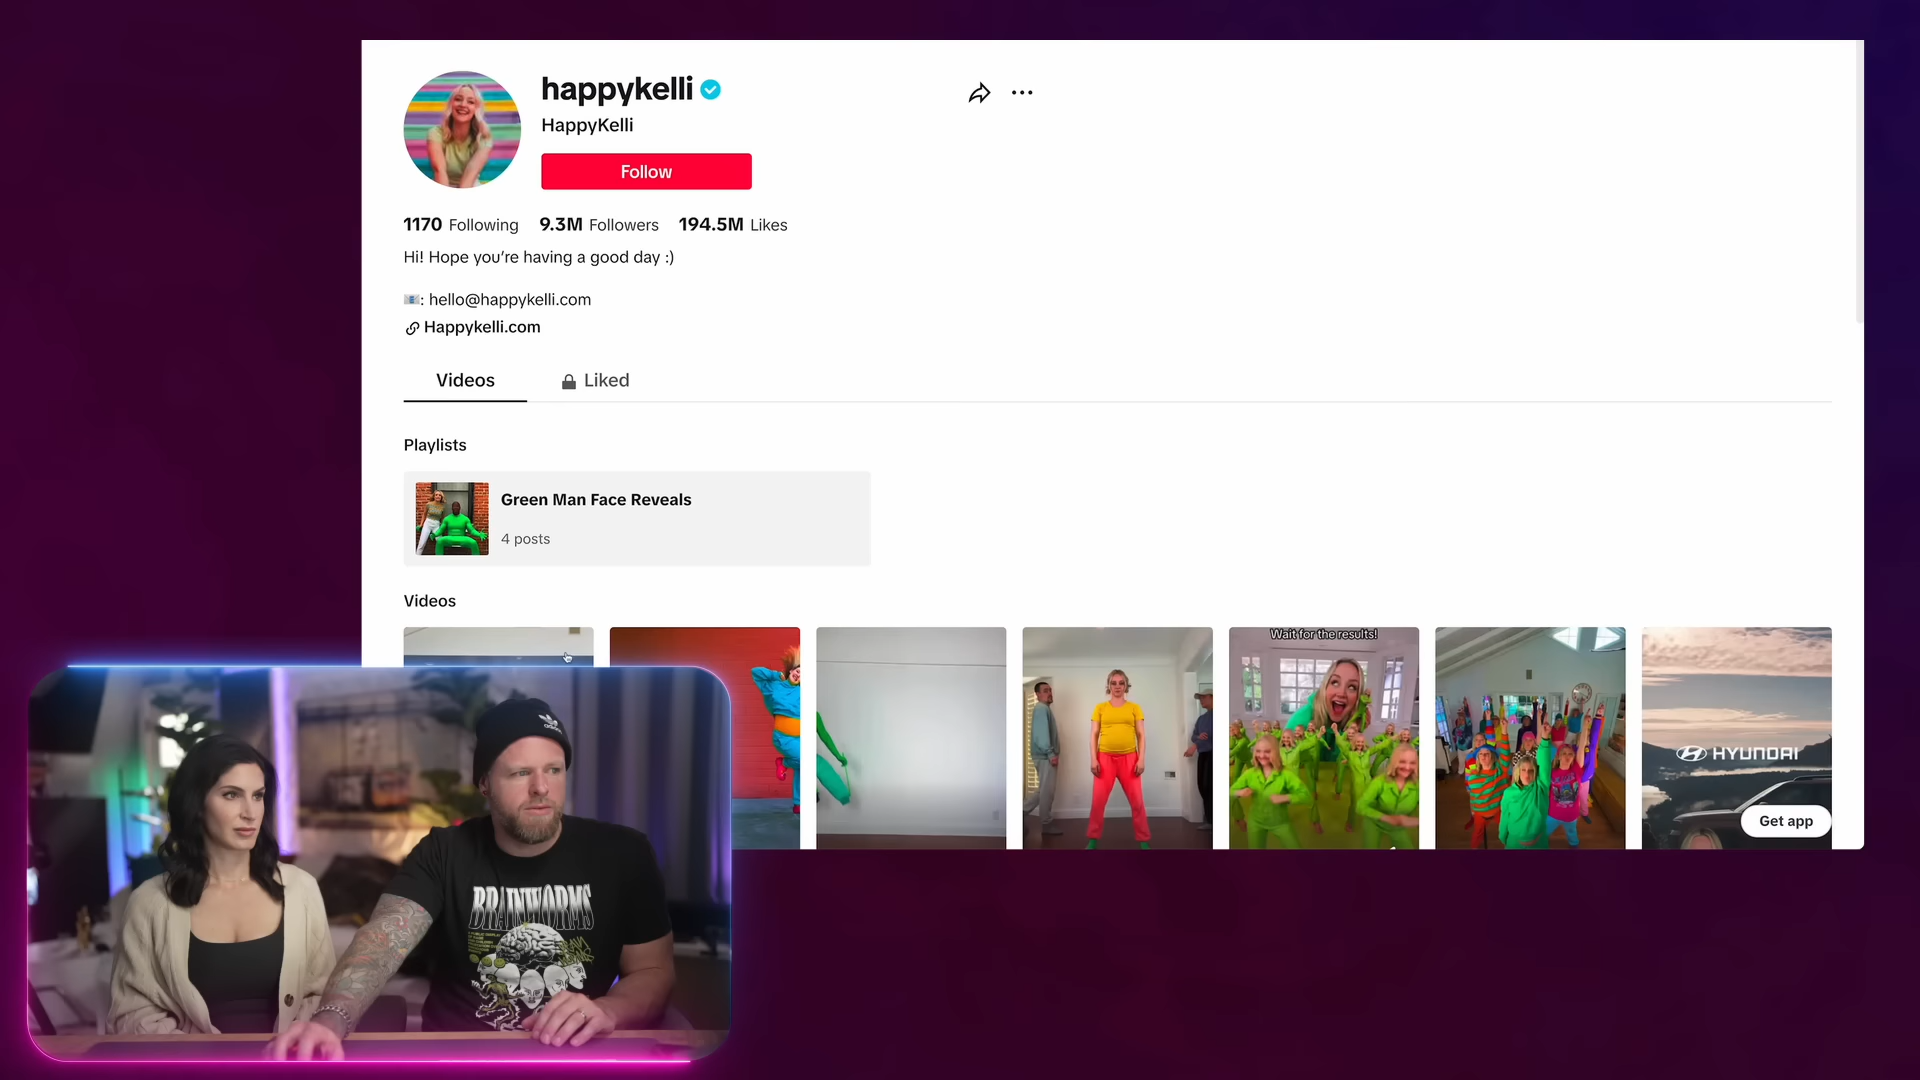 happykelli
HappyKelli
Follow
1170 Following 9.3M Followers 194.5M Likes
Hi! Hope you're having a good day :)
: hello@happykelli.com
Happykelli.com
Videos Liked
Playlists
Green Man Face Reveals
4 posts
Videos
Wait for the results!
HYUNDAI
Get app
adidas
BRAINWORMS